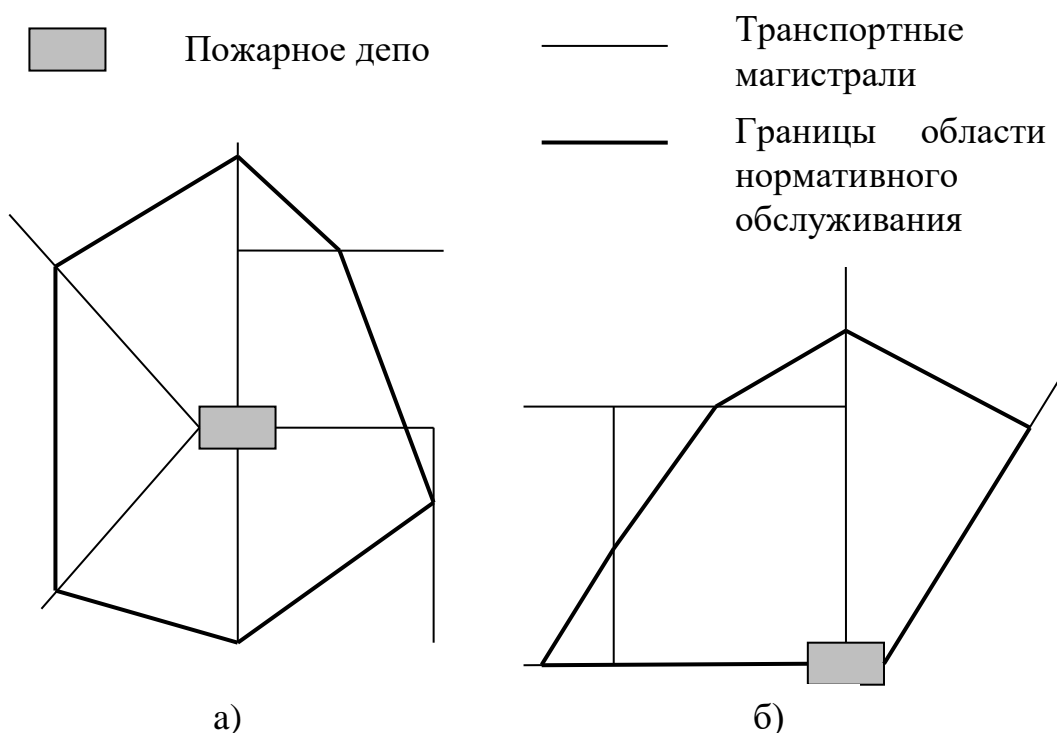 Пожарное депо
Транспортные
магистрали
Границы области
нормативного
обслуживания
а)
б)